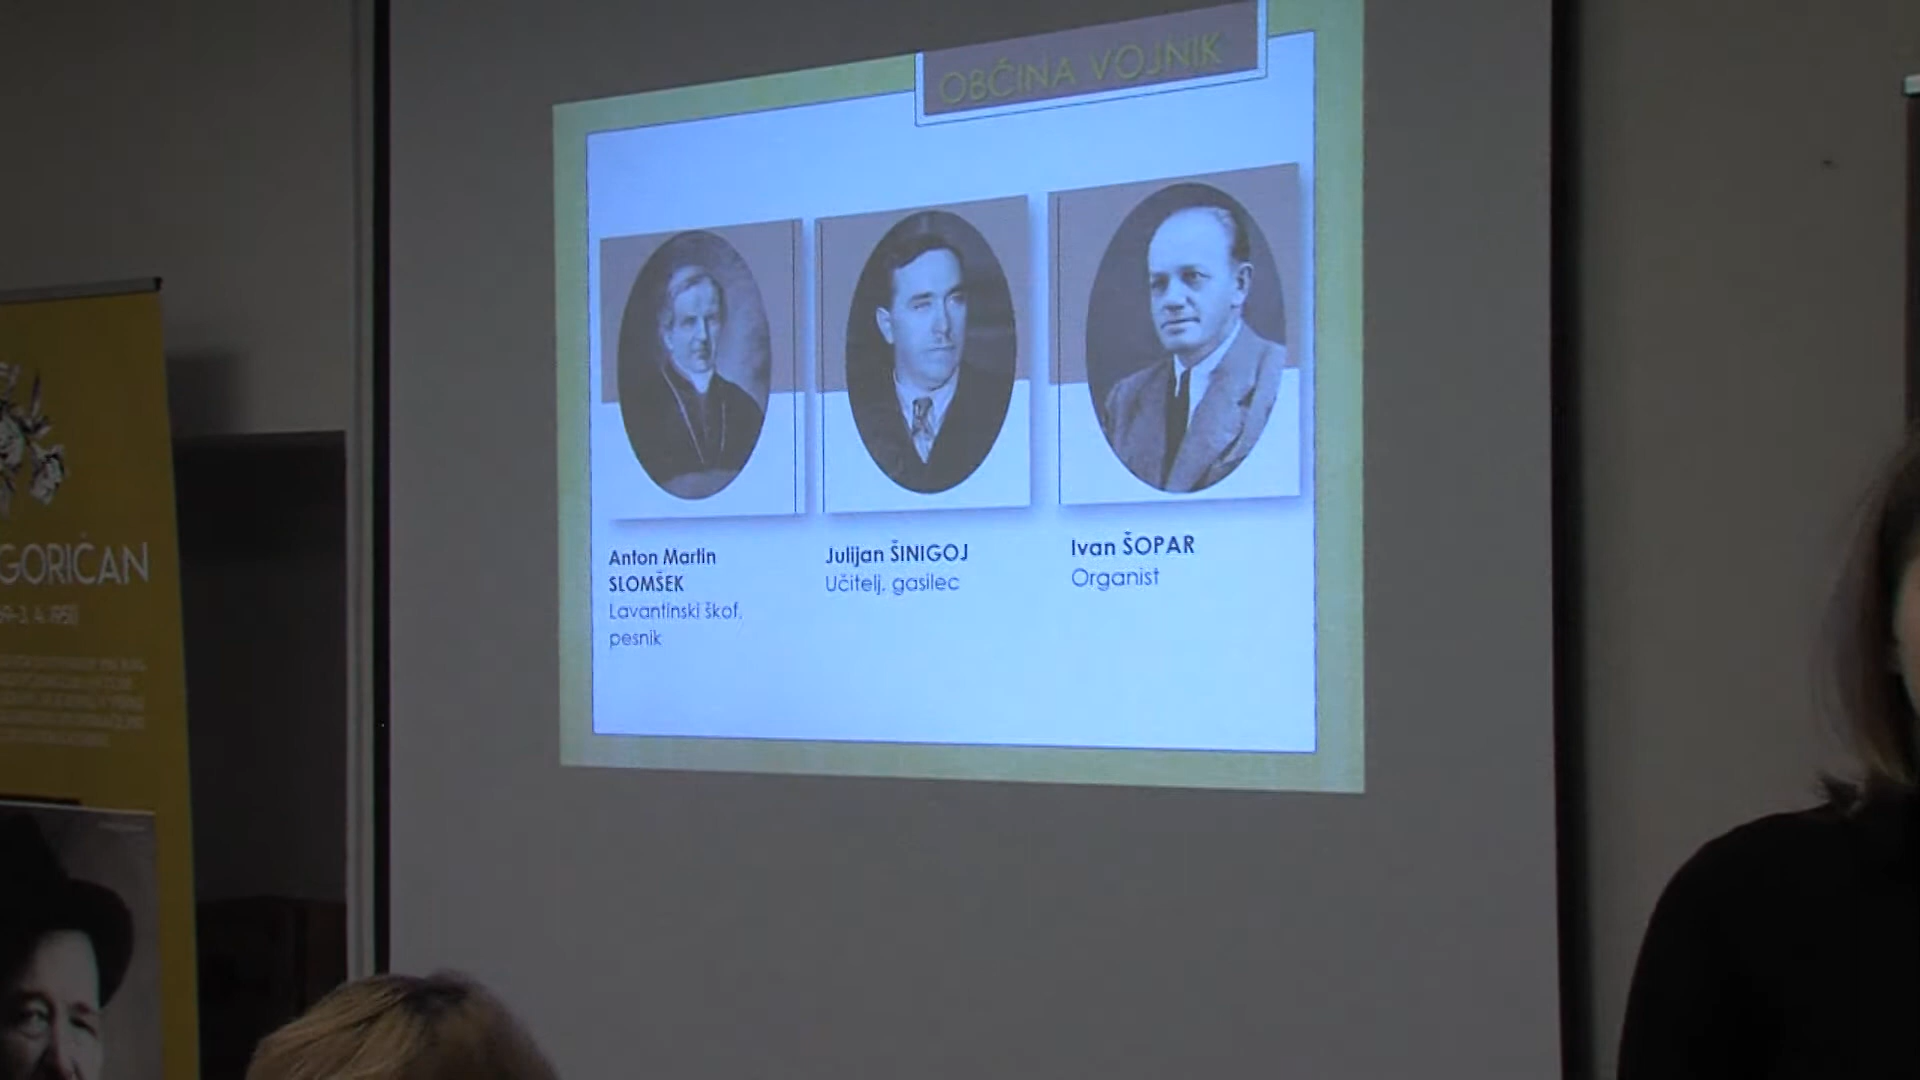 OBČINA VOJNIK
Anton Martin
SLOMŠEK
Lavantinski škof,
pesnik
Julijan ŠINIGOJ
Učitelj, gasilec
Ivan ŠOPAR
Organist
GORIČAN